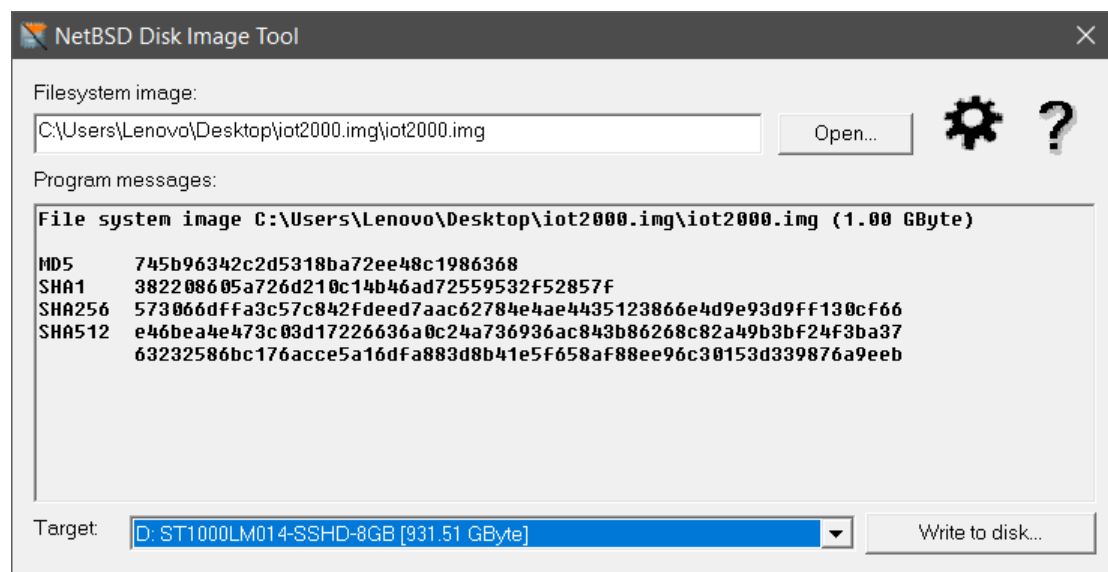 NetBSD Disk Image Tool
Filesystem image:
C:\Users\Lenovo\Desktop\iot2000.img\iot2000.img
Open...
?
Program messages:
File system image C:\Users\Lenovo\Desktop\iot2000.img\iot2000.img (1.00 GByte)
MD5 745b96342c2d5318ba72ee48c1986368
SHA1 382208605a726d210c14b46ad72559532f52857f
SHA256 573066dffa3c57c842fdeed7aac62784e4ae4435123866e4d9e93d9ff130cf66
SHA512 e46bea4e473c03d17226636a0c24a736936ac843b86268c82a49b3bf24f3ba37
63232586bc176acce5a16dfa883d8b41e5f658af88ee96c30153d339876a9eeb
Target:
D: ST1000LM014-SSHD-8GB [931.51 GByte]
Write to disk...